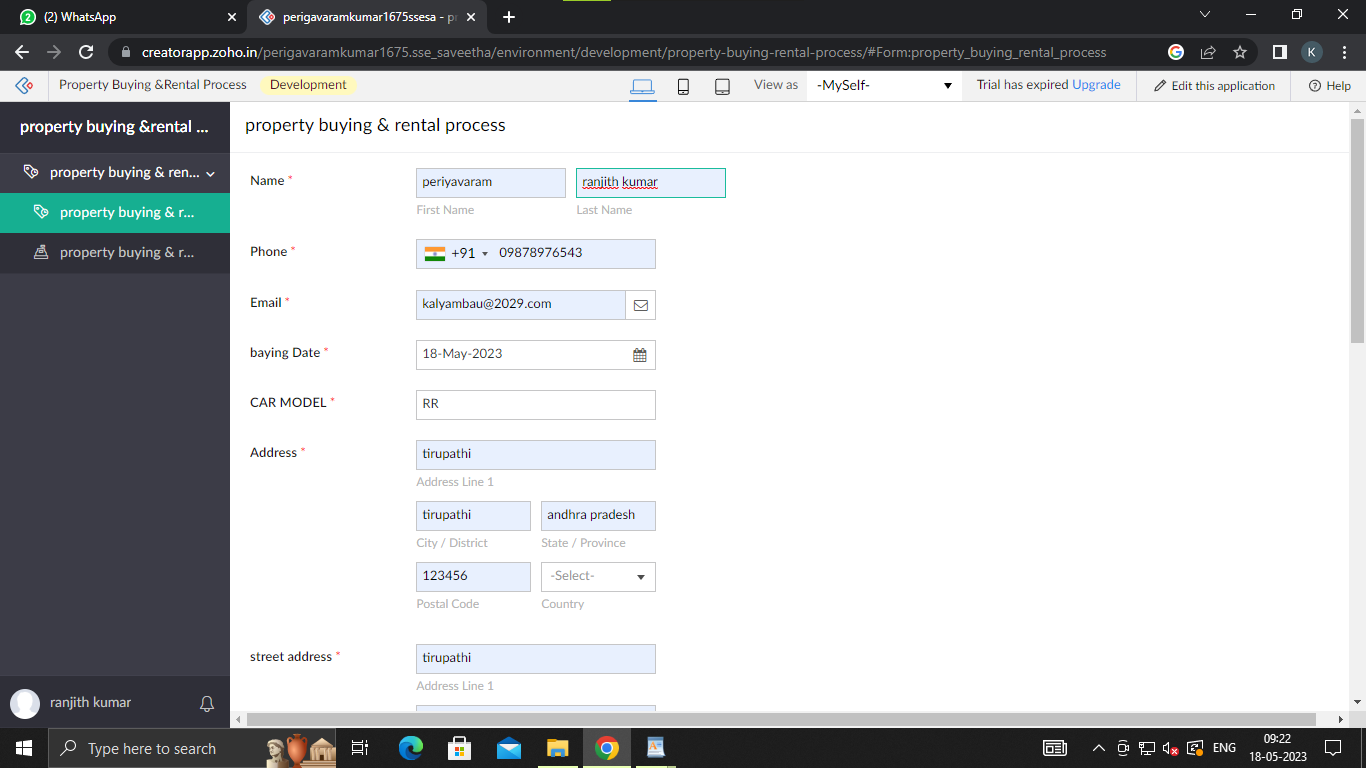 (2) WhatsApp
perigavaramkumar1675ssesa - pr
creatorapp.zoho.in/perigavaramkumar1675.sse_saveetha/environment/development/property-buying-rental-process/#Form:property_buying_rental_process
K
Property Buying &Rental Process
Development
View as
-MySelf-
Trial has expired Upgrade
Edit this application
Help
property buying &rental ...
property buying & ren...
property buying & r...
property buying & r...
ranjith kumar
property buying & rental process
Name *
periyavaram
ranjith kumar
First Name
Last Name
Phone *
+91
09878976543
Email *
kalyambau@2029.com
baying Date *
18-May-2023
CAR MODEL *
RR
Address *
tirupathi
Address Line 1
tirupathi
andhra pradesh
City / District
State / Province
123456
-Select-
Postal Code
Country
street address *
tirupathi
Address Line 1
Type here to search
ENG
09:22
18-05-2023